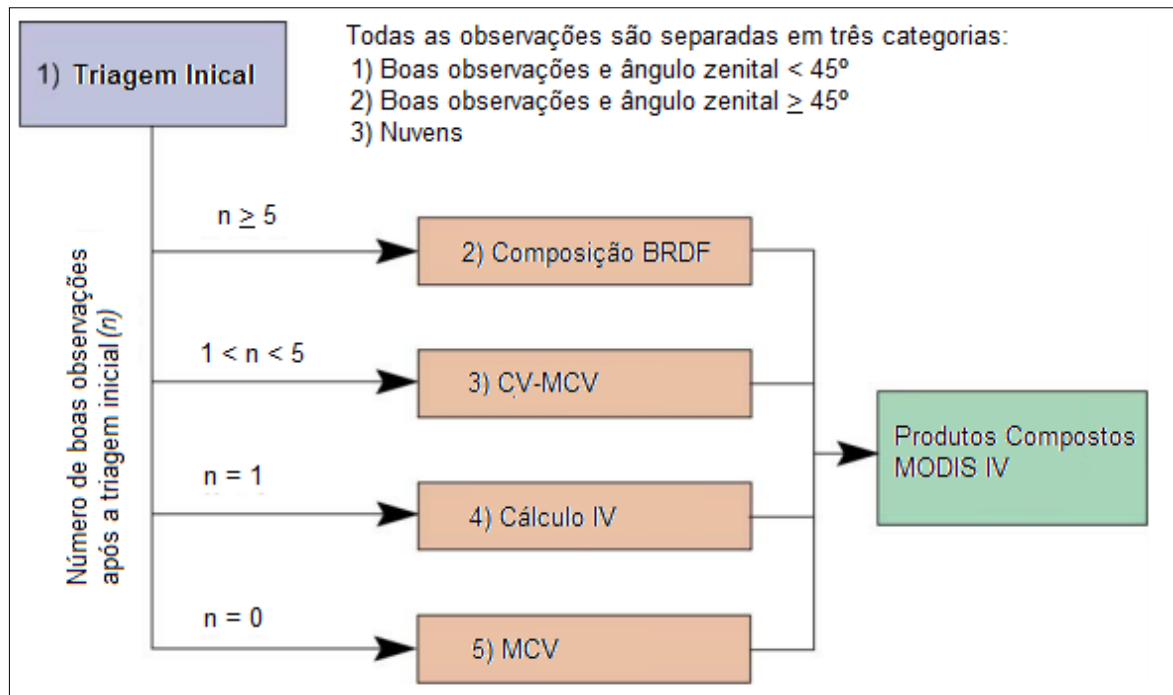 1) Triagem Inical
Todas as observações são separadas em três categorias:
1) Boas observações e ângulo zenital < 45º
2) Boas observações e ângulo zenital ≥ 45º
3) Nuvens
Número de boas observações
após a triagem inicial (n)
n ≥ 5
2) Composição BRDF
1 < n < 5
3) CV-MCV
n = 1
4) Cálculo IV
n = 0
5) MCV
Produtos Compostos
MODIS IV